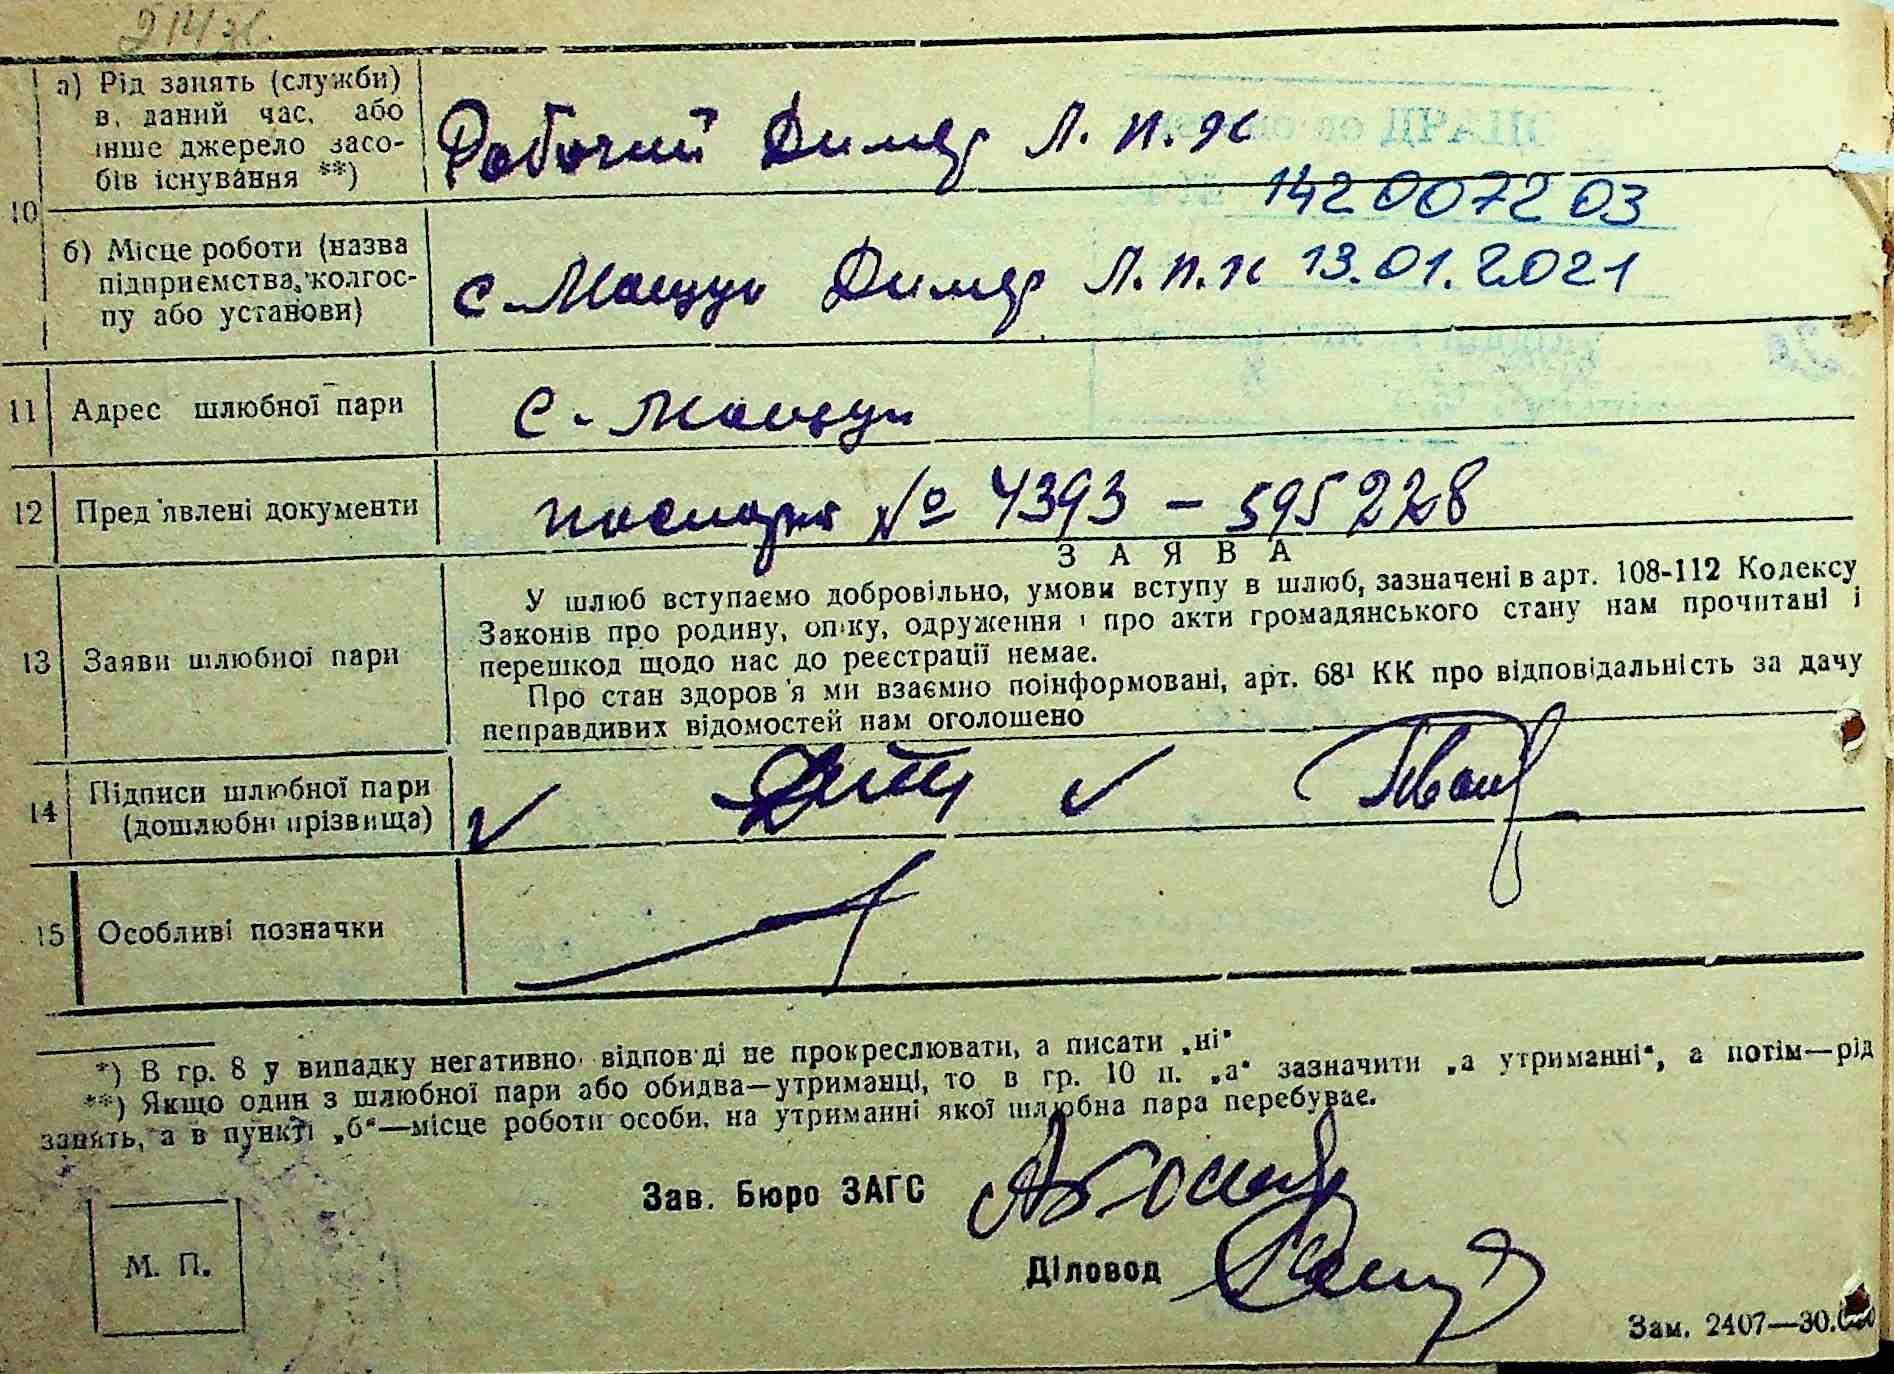 214
10
а) Рід занять (служби) в даний час, або інше джерело засобів існування **)
Робочий Димер Л. п. х
1420077203
б) Місце роботи (назва підприємства, колгоспу або установи)
с. Мощун Димер Л. п. х 13.01.2021
11 Адрес шлюбної пари
с. Мощун
12 Пред'явлені документи
паспорт № 4393 – 595228
ЗАЯВА
13 Заяви шлюбної пари
У шлюб вступаємо добровільно, умови вступу в шлюб, зазначені в арт. 108-112 Кодексу
Законів про родину, опіку, одруження і про акти громадянського стану нам прочитані і
перешкод щодо нас до реєстрації немає.
Про стан здоров'я ми взаємно поінформовані, арт. 68¹ КК про відповідальність за дачу
неправдивих відомостей нам оголошено
14 Підписи шлюбної пари
(дошлюбні прізвища)
15 Особливі позначки
*) В гр. 8 у випадку негативної відповіді не прокреслювати, а писати „ні"
**) Якщо один з шлюбної пари або обидва—утриманці, то в гр. 10 п. „а" зазначити „а утриманні", а потім—рід
занять, а в пункті „б"—місце роботи особи, на утриманні якої шлюбна пара перебуває.
Зав. Бюро ЗАГС
М. П.
Діловод
Зам. 2407—30.000